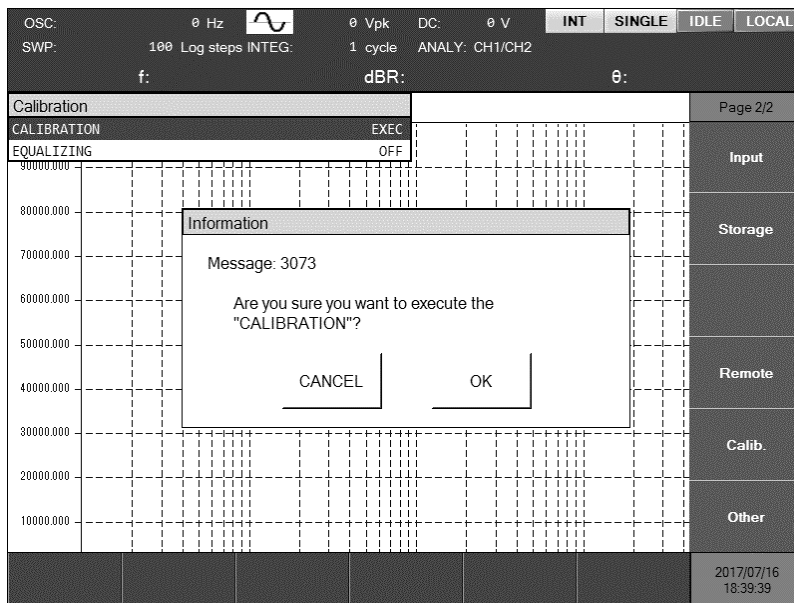 OSC: 0 Hz 0 Vpk DC: 0 V INT SINGLE IDLE LOCAL
SWP: 100 Log steps INTEG: 1 cycle ANALY: CH1/CH2
f: dBR: θ:
Calibration
CALIBRATION EXEC
EQUALIZING OFF
Page 2/2
90000.000
Input
80000.000
Information
Storage
Message: 3073
70000.000
60000.000
Are you sure you want to execute the
"CALIBRATION"?
50000.000
40000.000
CANCEL OK
Remote
30000.000
Calib.
20000.000
10000.000
Other
2017/07/16
18:39:39